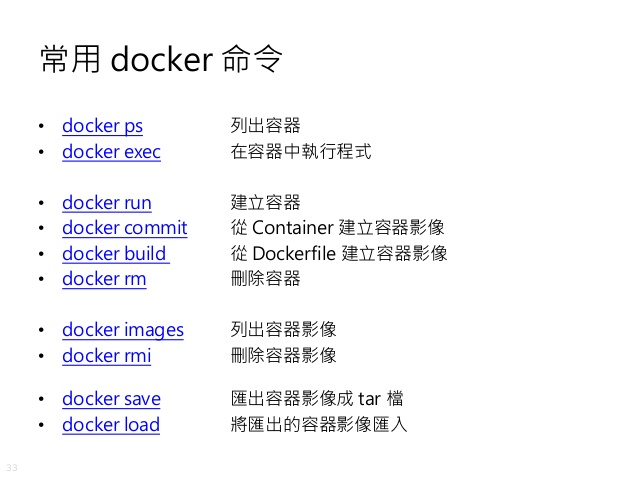 常用 docker 命令
• docker ps 列出容器
• docker exec 在容器中執行程式
• docker run 建立容器
• docker commit 從 Container 建立容器影像
• docker build 從 Dockerfile 建立容器影像
• docker rm 刪除容器
• docker images 列出容器影像
• docker rmi 刪除容器影像
• docker save 匯出容器影像成 tar 檔
• docker load 將匯出的容器影像匯入
33